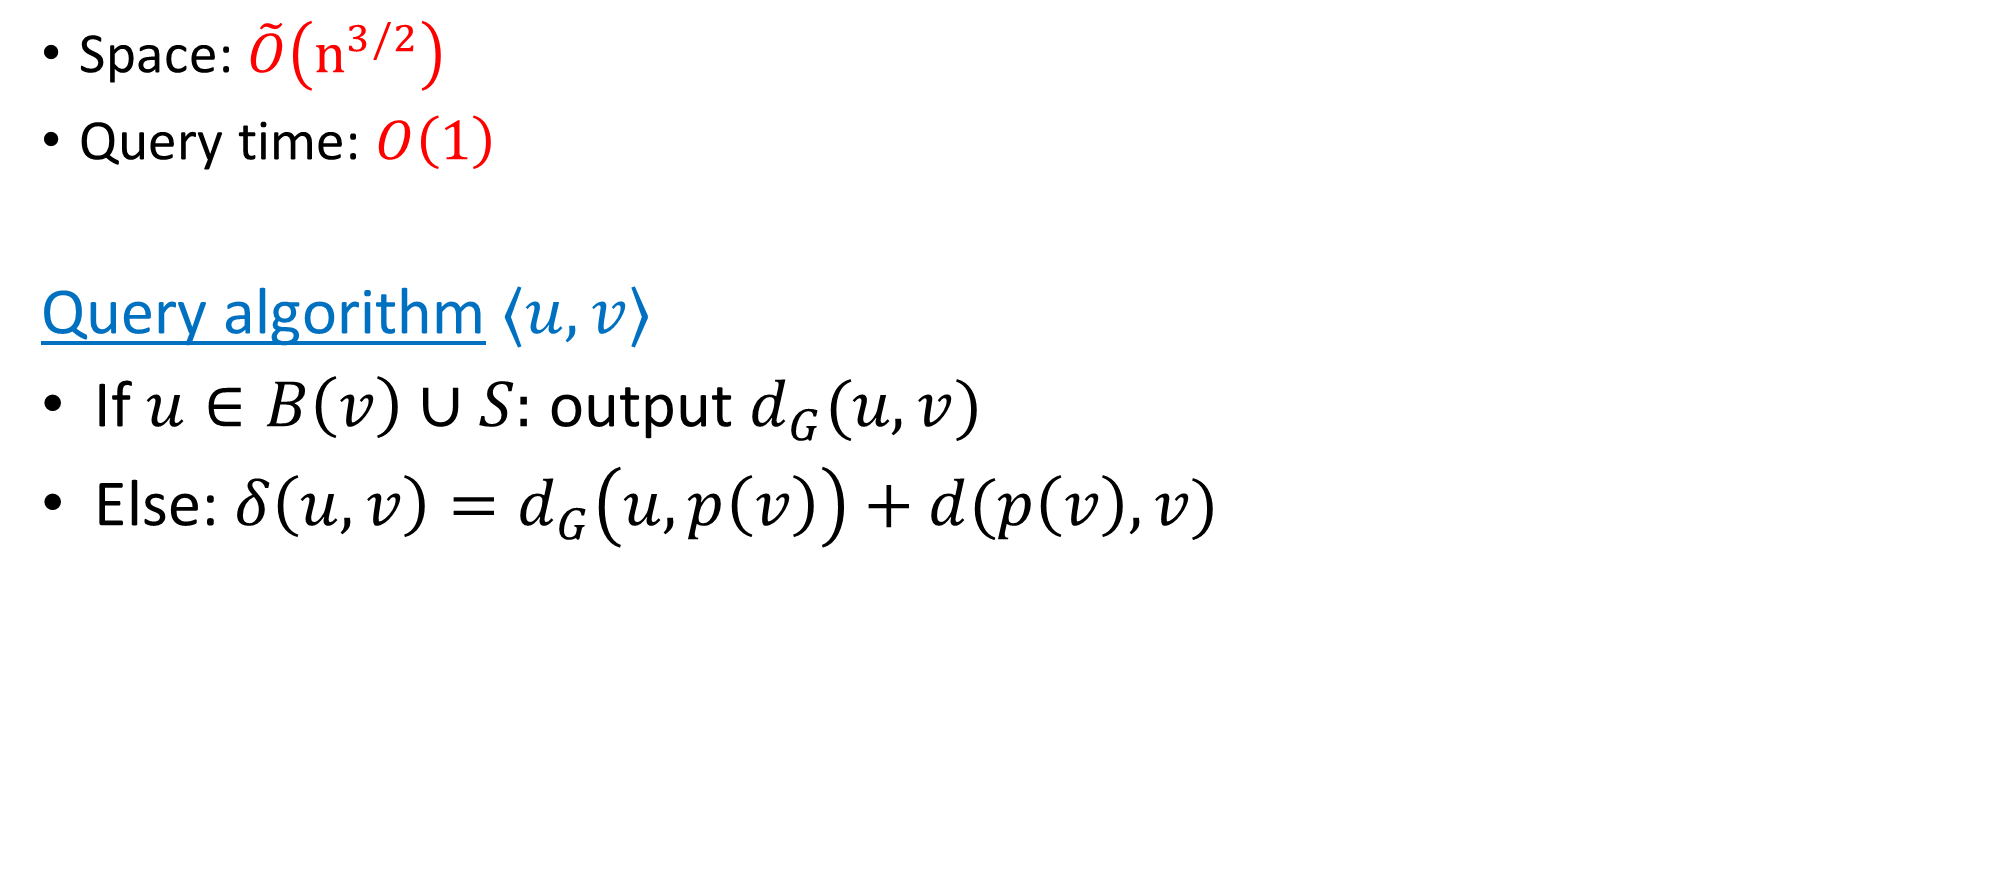 • Space: Õ(n^{3/2})
• Query time: O(1)
Query algorithm ⟨u, v⟩
• If u ∈ B(v) ∪ S: output d_G(u, v)
• Else: δ(u, v) = d_G(u, p(v)) + d(p(v), v)